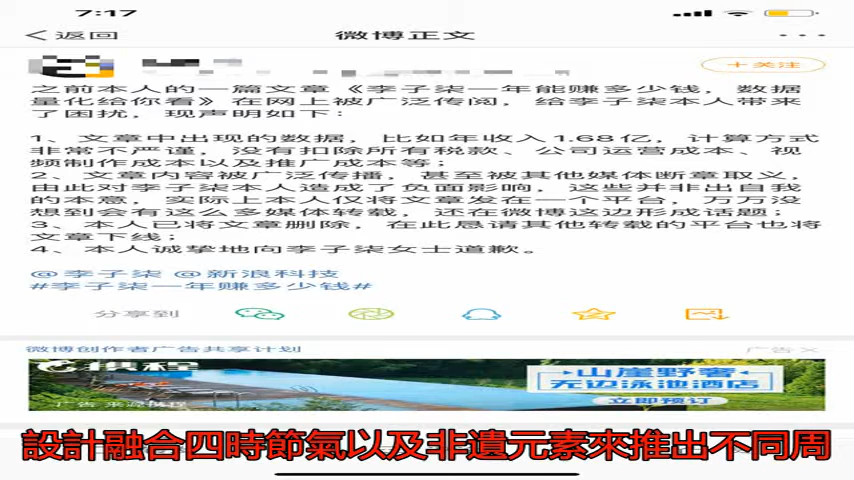 7:17
返回
微博正文
+关注
之前本人的一篇文章《李子柒一年能赚多少钱，数据
量化给你看》在网上被广泛传阅，给李子柒本人带来
了困扰，现声明如下：
1、文章中出现的数据，比如年收入1.68亿，计算方式
非常不严谨，没有扣除所有税款、公司运营成本、视
频制作成本以及推广成本等；
2、文章内容被广泛传播，甚至被其他媒体断章取义，
由此对李子柒本人造成了负面影响，这些并非出自我
的本意，实际上本人仅将文章发在一个平台，万万没
想到会有这么多媒体转载，还在微博这边形成话题；
3、本人已将文章删除，在此恳请其他转载的平台也将
文章下线；
4、本人诚挚地向李子柒女士道歉。
@李子柒 @新浪科技
#李子柒一年赚多少钱#
分享到
微博创作者广告共享计划
广告
携程
山崖野奢
无边泳池酒店
立即预订
設計融合四時節氣以及非遺元素來推出不同周